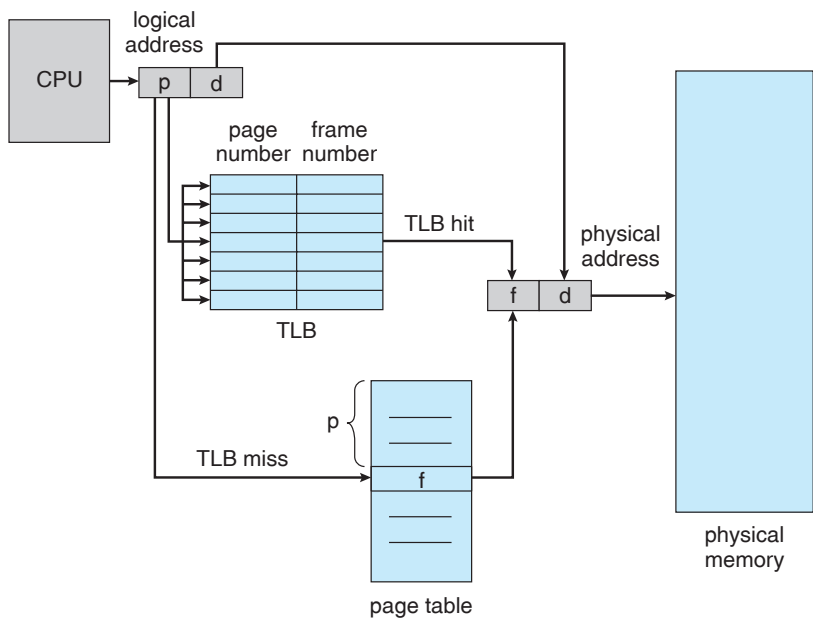 logical
address
CPU
p
d
page
number
frame
number
TLB hit
physical
address
f
d
TLB
p
TLB miss
f
physical
memory
page table